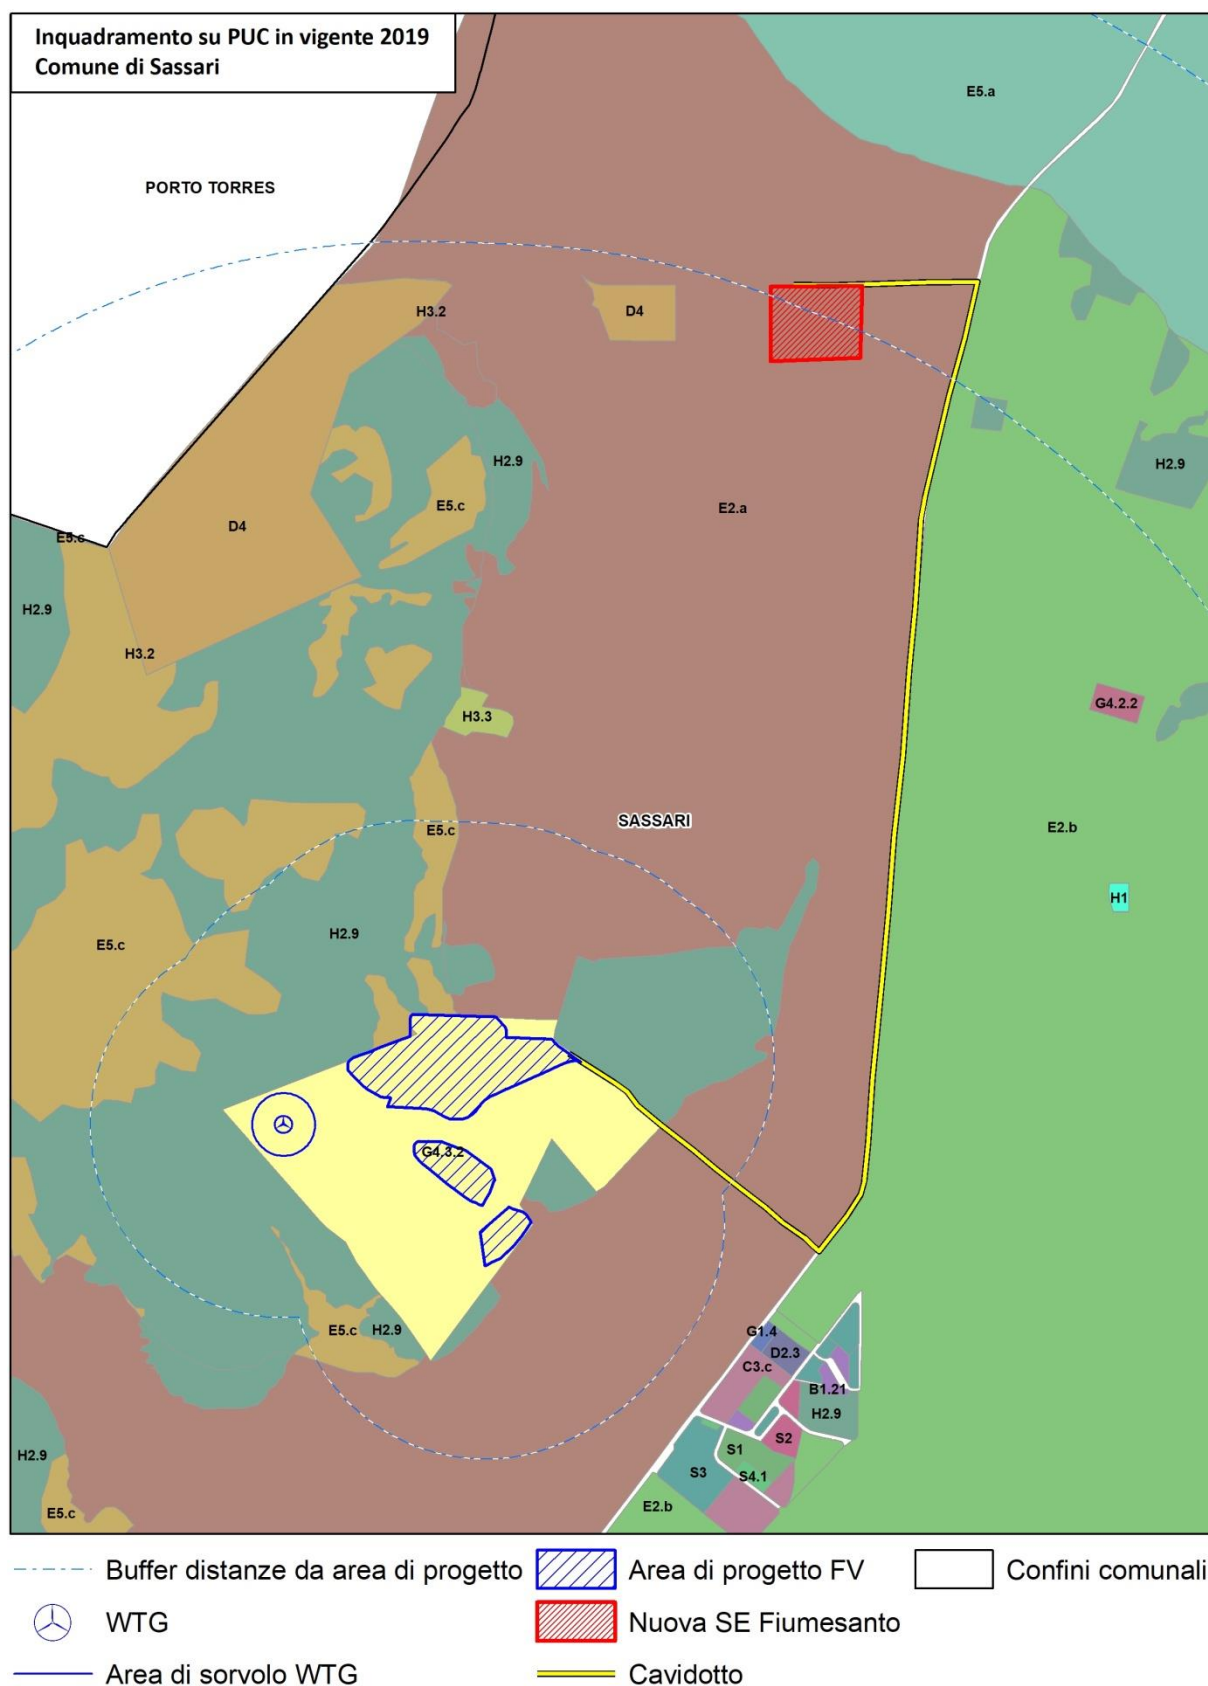 Inquadramento su PUC in vigente 2019
Comune di Sassari
E5.a
PORTO TORRES
H3.2
D4
H2.9
H2.9
E5.c
E2.a
D4
E5.c
H2.9
H3.2
G4.2.2
H3.3
SASSARI
E2.b
E5.c
H1
H2.9
E5.c
G4.3.2
E5.c
H2.9
G1.4
D2.3
C3.c
B1.21
H2.9
S2
S1
H2.9
S3
S4.1
E2.b
E5.c
Buffer distanze da area di progetto
Area di progetto FV
Confini comunali
WTG
Nuova SE Fiumesanto
Area di sorvolo WTG
Cavidotto